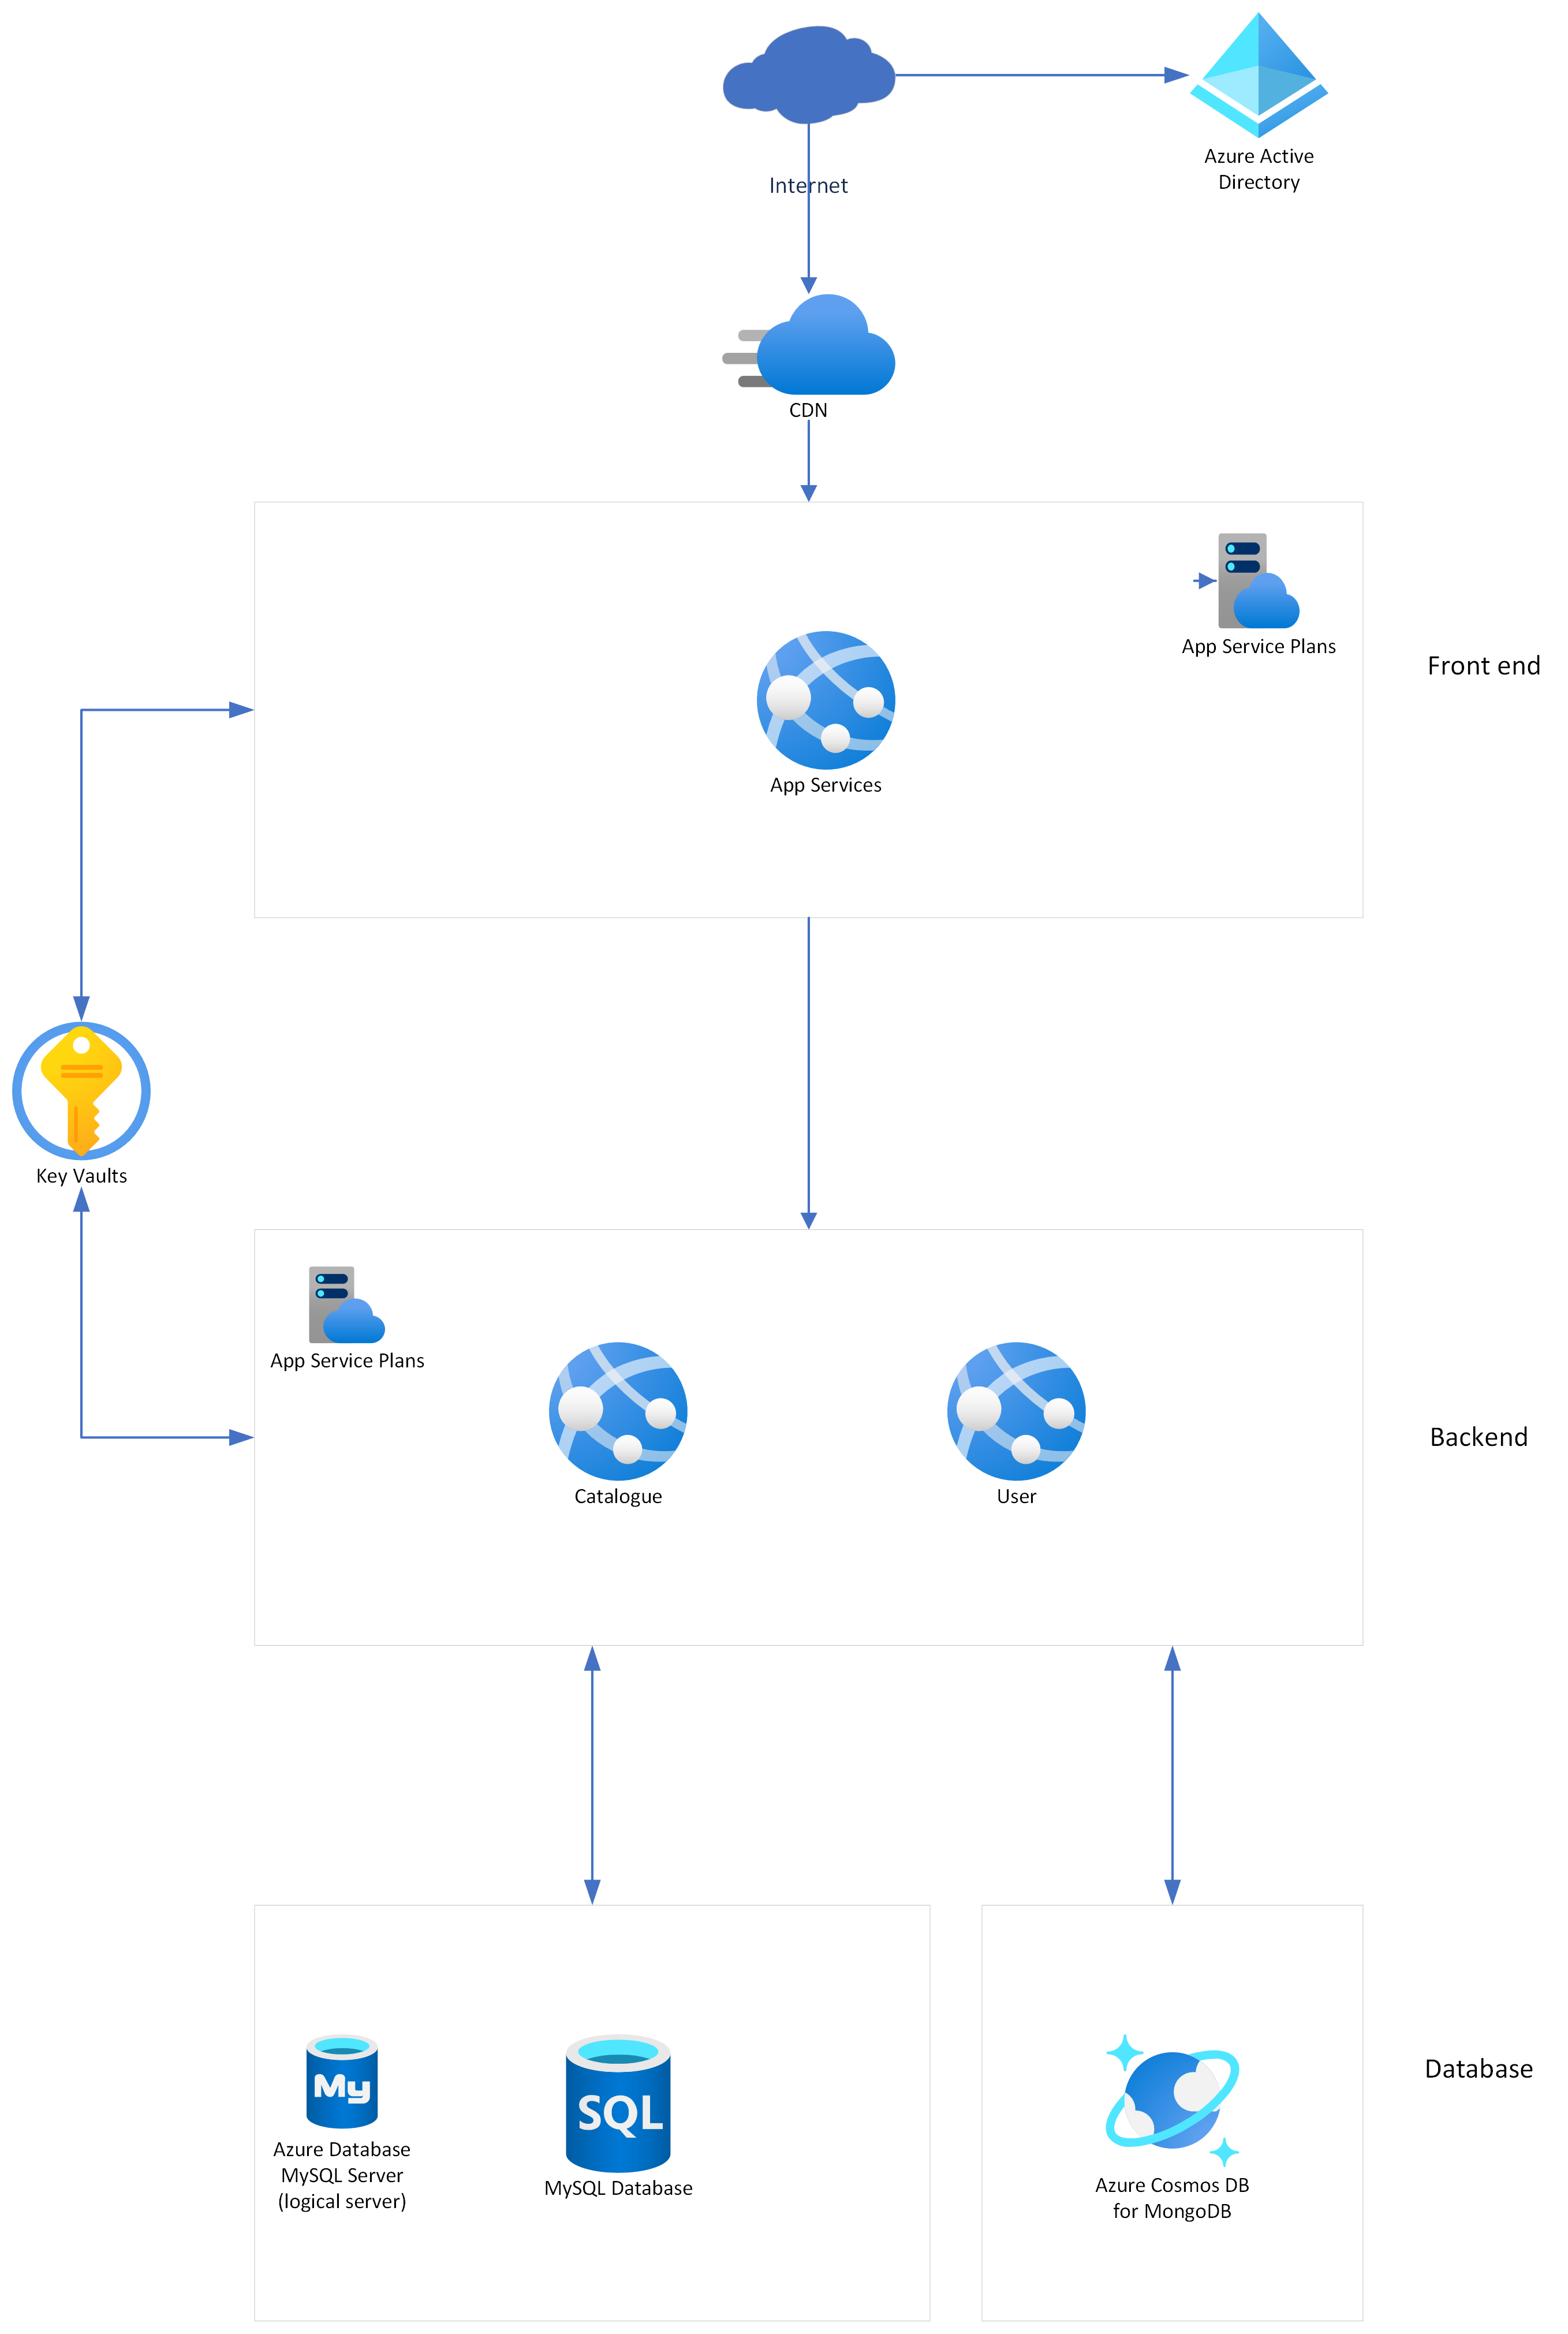 Azure Active
Directory
Internet
CDN
App Service Plans
Front end
App Services
Key Vaults
App Service Plans
Backend
Catalogue
User
Database
My
SQL
Azure Database
MySQL Server
(logical server)
MySQL Database
Azure Cosmos DB
for MongoDB